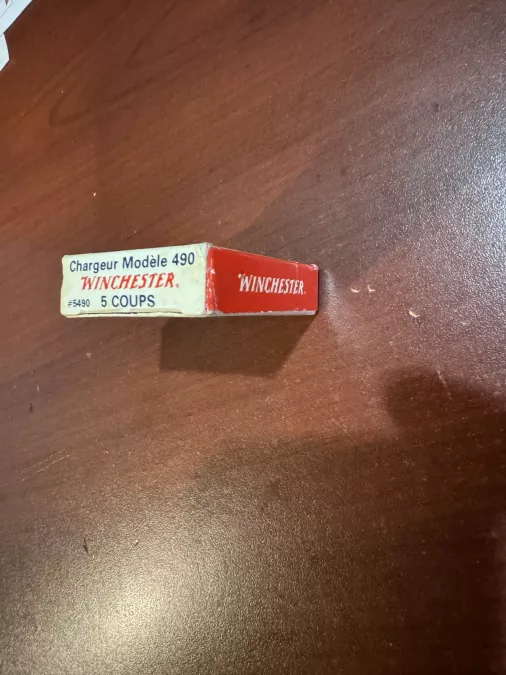 Chargeur Modèle 490
WINCHESTER.
#5490 5 COUPS
WINCHESTER.